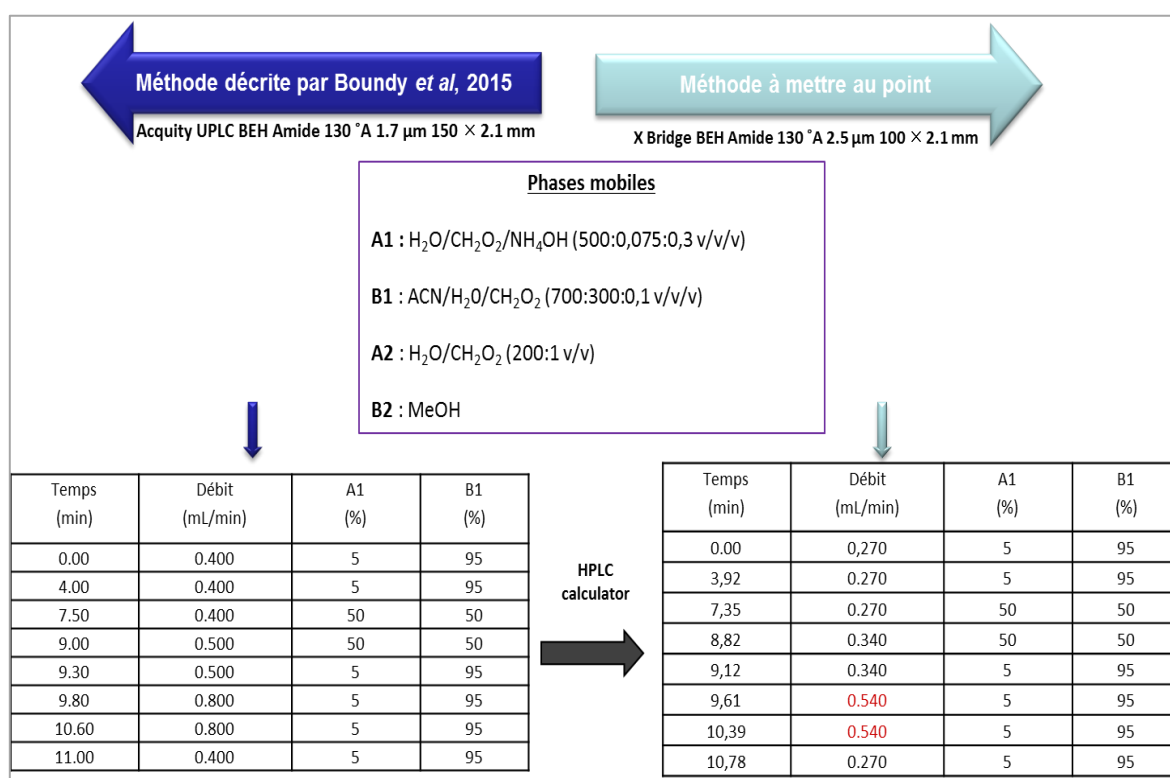 Méthode décrite par Boundy et al, 2015
Méthode à mettre au point
Acquity UPLC BEH Amide 130 ˚A 1.7 µm 150 × 2.1 mm
X Bridge BEH Amide 130 ˚A 2.5 µm 100 × 2.1 mm
Phases mobiles
A1 : H₂O/CH₂O₂/NH₄OH (500:0,075:0,3 v/v/v)
B1 : ACN/H₂0/CH₂O₂ (700:300:0,1 v/v/v)
A2 : H₂O/CH₂O₂ (200:1 v/v)
B2 : MeOH
Temps (min) Débit (mL/min) A1 (%) B1 (%)
0.00 0.400 5 95
4.00 0.400 5 95
7.50 0.400 50 50
9.00 0.500 50 50
9.30 0.500 5 95
9.80 0.800 5 95
10.60 0.800 5 95
11.00 0.400 5 95
HPLC
calculator
Temps (min) Débit (mL/min) A1 (%) B1 (%)
0.00 0,270 5 95
3,92 0.270 5 95
7,35 0.270 50 50
8,82 0.340 50 50
9,12 0.340 5 95
9,61 0.540 5 95
10,39 0.540 5 95
10,78 0.270 5 95